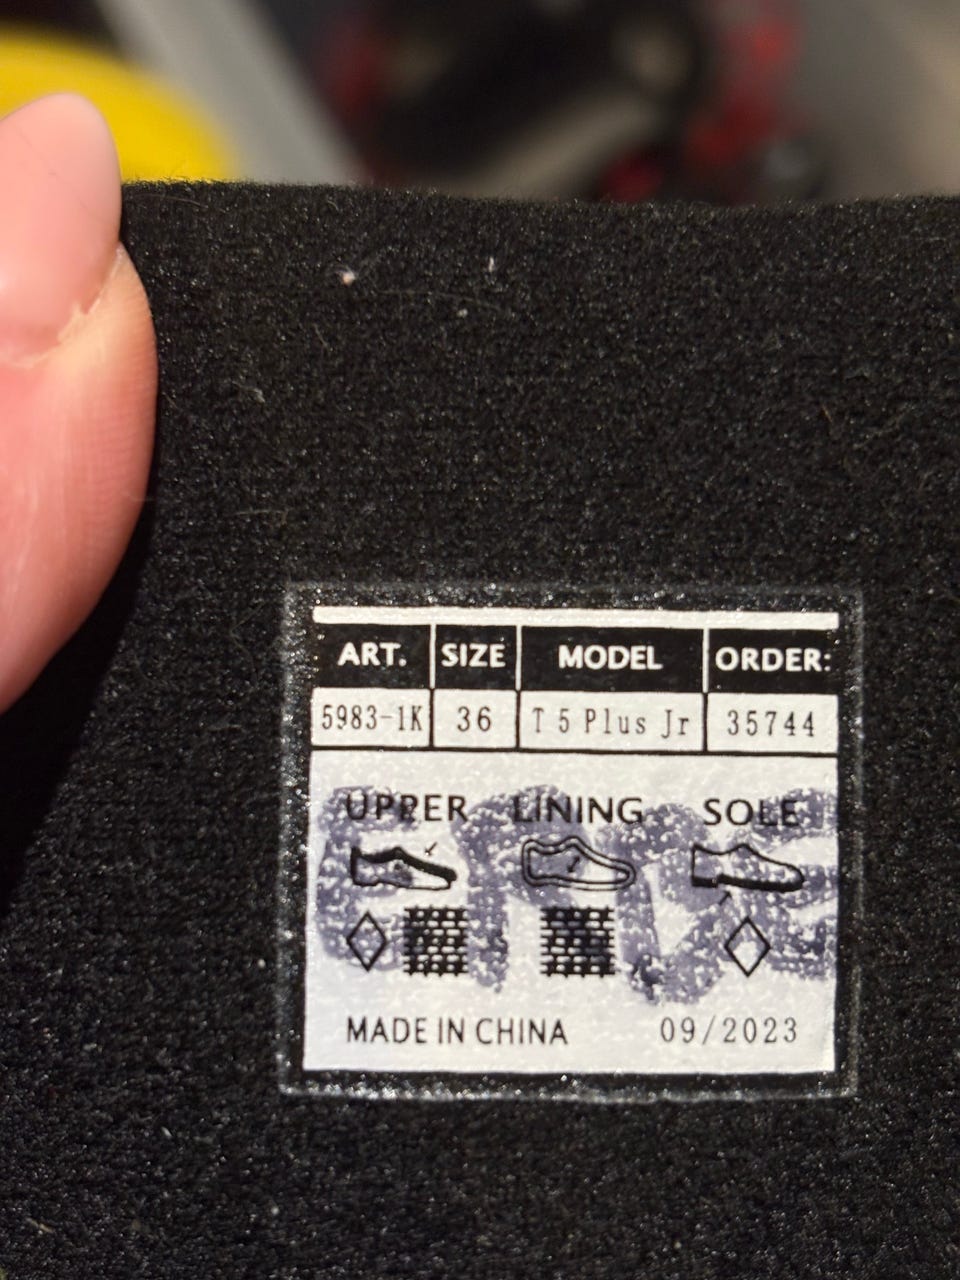 ART. SIZE MODEL ORDER:
5983-1K 36 T 5 Plus Jr 35744
UPPER LINING SOLE
MADE IN CHINA 09/2023